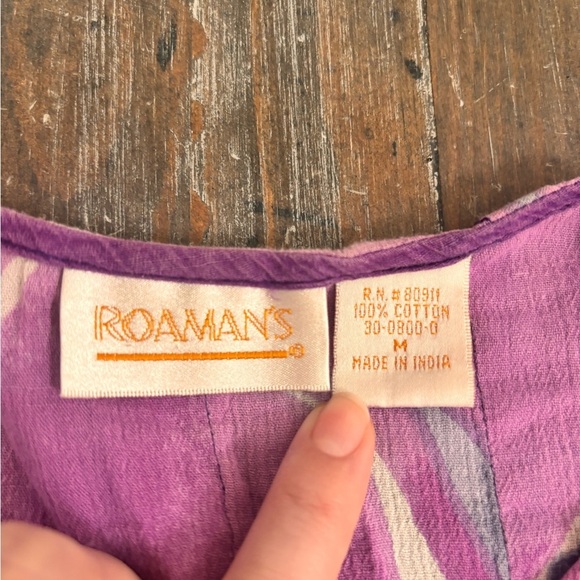 ROAMAN'S
®
R.N. # 80911
100% COTTON
30-0800-0
M
MADE IN INDIA